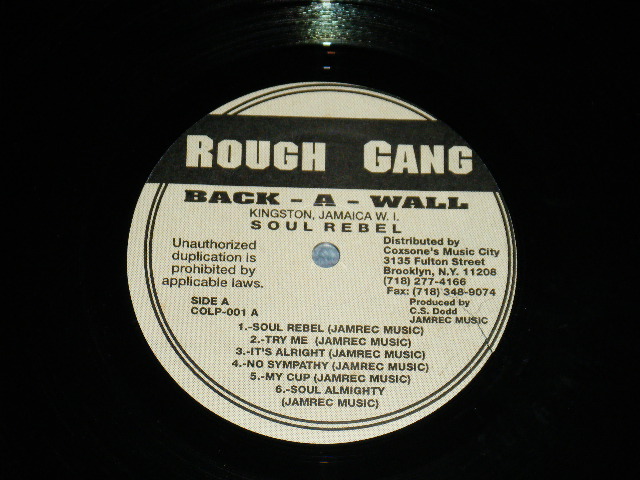 ROUGH GANG
BACK - A - WALL
KINGSTON, JAMAICA W. I.
SOUL REBEL
Unauthorized
duplication is
prohibited by
applicable laws.
Distributed by
Coxsone's Music City
3135 Fulton Street
Brooklyn, N.Y. 11208
(718) 277-4166
Fax: (718) 348-9074
SIDE A
COLP-001 A
Produced by
C.S. Dodd
JAMREC MUSIC
1.-SOUL REBEL (JAMREC MUSIC)
2.-TRY ME (JAMREC MUSIC)
3.-IT'S ALRIGHT (JAMREC MUSIC)
4.-NO SYMPATHY (JAMREC MUSIC)
5.-MY CUP (JAMREC MUSIC)
6.-SOUL ALMIGHTY
(JAMREC MUSIC)